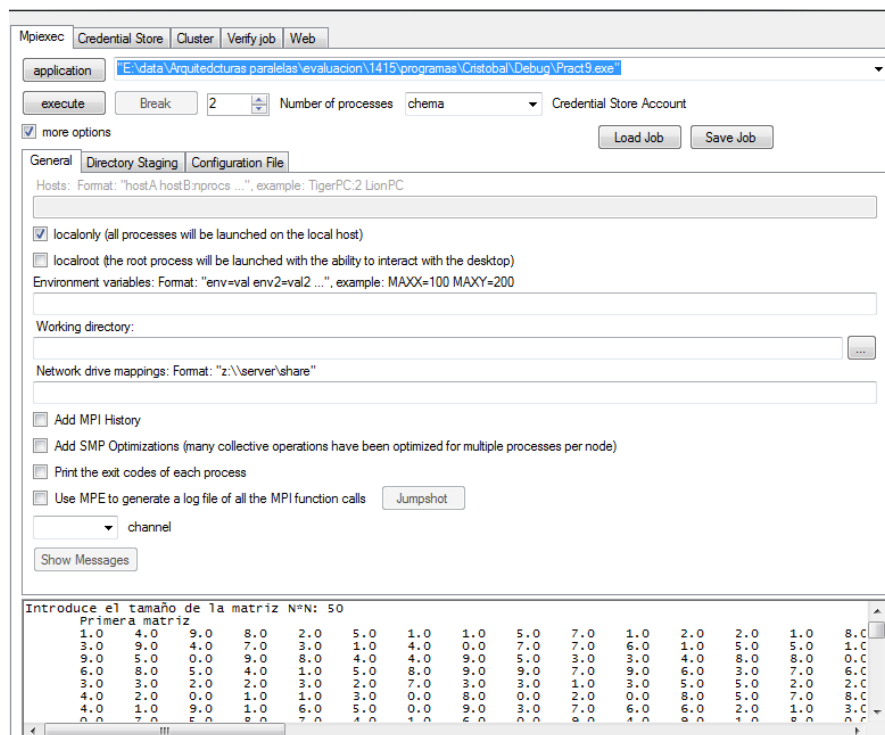 Mpiexec Credential Store Cluster Verify job Web
application "E:\data\Arquitedcturas paralelas\evaluacion\1415\programas\Cristobal\Debug\Pract9.exe"
execute Break 2 Number of processes chema Credential Store Account
more options Load Job Save Job
General Directory Staging Configuration File
Hosts: Format: "hostA hostB:nprocs ...", example: TigerPC:2 LionPC
localonly (all processes will be launched on the local host)
localroot (the root process will be launched with the ability to interact with the desktop)
Environment variables: Format: "env=val env2=val2 ...", example: MAXX=100 MAXY=200
Working directory:
...
Network drive mappings: Format: "z:\\server\share"
Add MPI History
Add SMP Optimizations (many collective operations have been optimized for multiple processes per node)
Print the exit codes of each process
Use MPE to generate a log file of all the MPI function calls Jumpshot
channel
Show Messages
Introduce el tamaño de la matriz N*N: 50
Primera matriz
1.0 4.0 9.0 8.0 2.0 5.0 1.0 1.0 5.0 7.0 1.0 2.0 2.0 1.0 8.0
3.0 9.0 4.0 7.0 3.0 1.0 4.0 0.0 7.0 7.0 6.0 1.0 5.0 5.0 1.0
9.0 5.0 0.0 9.0 8.0 4.0 4.0 9.0 5.0 3.0 3.0 4.0 8.0 8.0 0.0
6.0 8.0 5.0 4.0 1.0 5.0 8.0 9.0 9.0 7.0 9.0 6.0 3.0 7.0 6.0
3.0 3.0 2.0 2.0 3.0 2.0 7.0 3.0 3.0 1.0 3.0 5.0 5.0 2.0 2.0
4.0 2.0 0.0 1.0 1.0 3.0 0.0 8.0 0.0 2.0 0.0 8.0 5.0 7.0 8.0
4.0 1.0 9.0 1.0 6.0 5.0 0.0 9.0 3.0 7.0 6.0 6.0 2.0 1.0 3.0